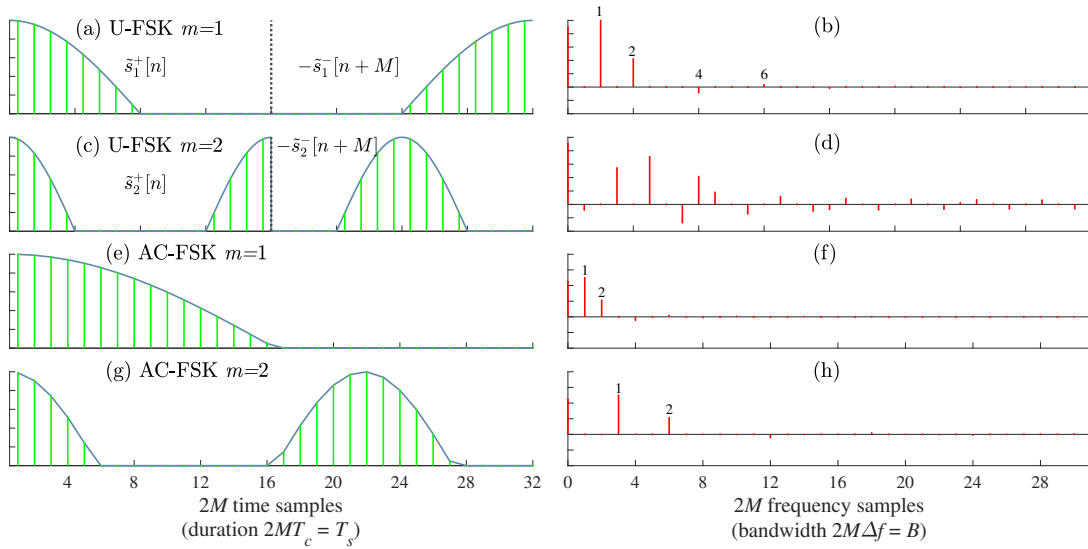 (a) U-FSK m=1
s̃₁⁺[n]
−s̃₁⁻[n + M]
(b)
1
2
4
6
(c) U-FSK m=2
−s̃₂⁻[n + M]
s̃₂⁺[n]
(d)
(e) AC-FSK m=1
(f)
1
2
(g) AC-FSK m=2
(h)
1
2
4 8 12 16 20 24 28 32
2M time samples
(duration 2MT_c = T_s)
0 4 8 12 16 20 24 28
2M frequency samples
(bandwidth 2MΔf = B)